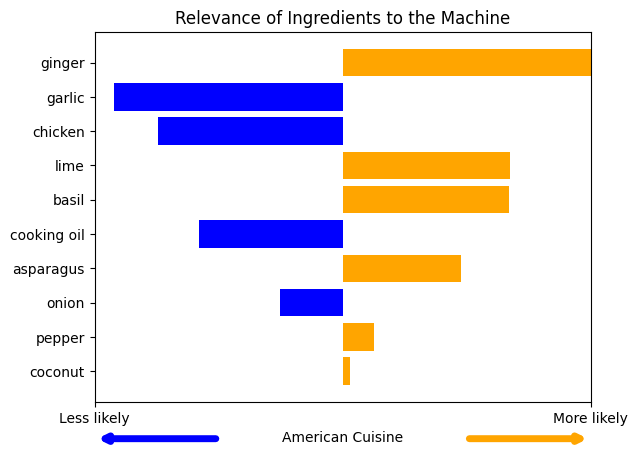 Relevance of Ingredients to the Machine
ginger
garlic
chicken
lime
basil
cooking oil
asparagus
onion
pepper
coconut
Less likely
More likely
American Cuisine